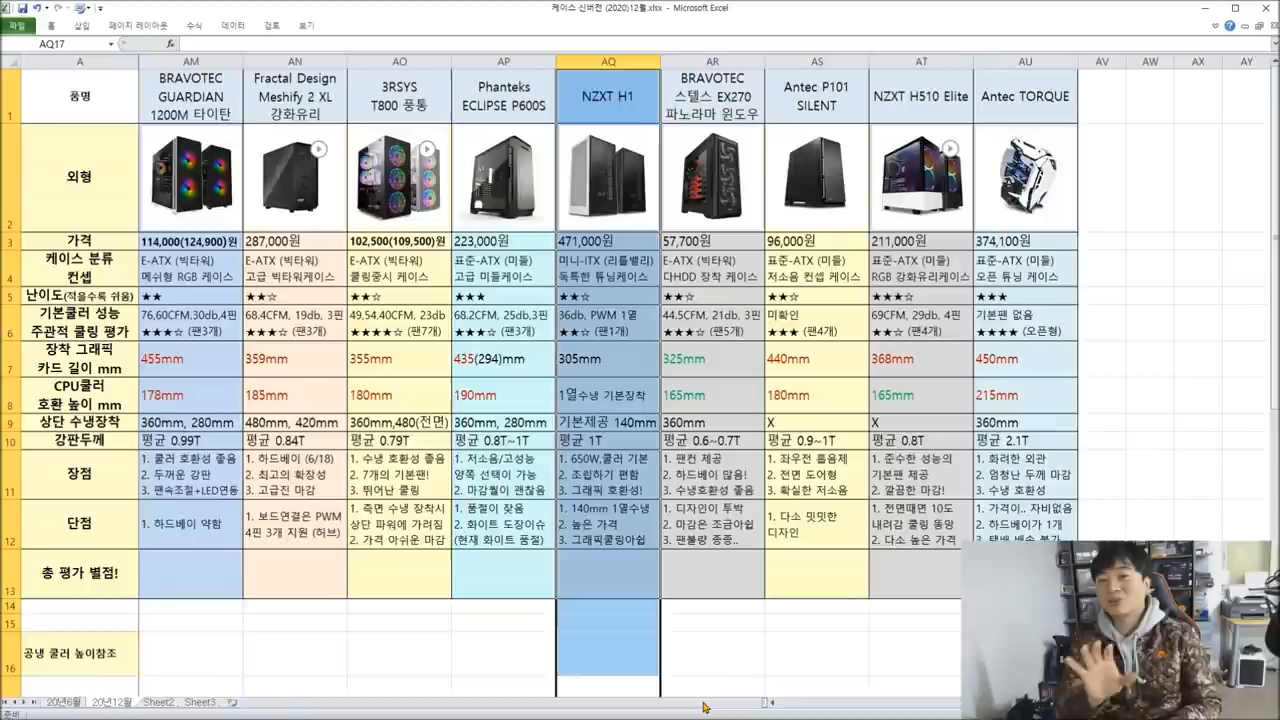 케이스 신버전 (2020)12월.xlsx - Microsoft Excel
파일 홈 삽입 페이지 레이아웃 수식 데이터 검토 보기
AQ17 fx
A AM AN AO AP AQ AR AS AT AU AV AW AX AY
1 품명
BRAVOTEC
GUARDIAN
1200M 타이탄
Fractal Design
Meshify 2 XL
강화유리
3RSYS
T800 풍통
Phanteks
ECLIPSE P600S
NZXT H1
BRAVOTEC
스텔스 EX270
파노라마 윈도우
Antec P101
SILENT
NZXT H510 Elite
Antec TORQUE
2 외형
3 가격 114,000(124,900)원 287,000원 102,500(109,500)원 223,000원 471,000원 57,700원 96,000원 211,000원 374,100원
4 케이스 분류 E-ATX (빅타워) E-ATX (빅타워) E-ATX (빅타워) 표준-ATX (미들) 미니-ITX (리틀밸리) E-ATX (빅타워) 표준-ATX (미들) 표준-ATX (미들) 표준-ATX (미들)
컨셉 메쉬형 RGB 케이스 고급 빅타워케이스 쿨링중시 케이스 고급 미들케이스 독특한 튜닝케이스 다HDD 장착 케이스 저소음 컨셉 케이스 RGB 강화유리케이스 오픈 튜닝 케이스
5 난이도(적을수록 쉬움) ★★ ★★☆ ★★☆ ★★★ ★★☆ ★★☆ ★★☆ ★★★☆ ★★★
6 기본쿨러 성능 76,60CFM,30db,4핀 68.4CFM, 19db, 3핀 49,54,40CFM, 23db 68.2CFM, 25db,3핀 36db, PWM 1열 44.5CFM, 21db, 3핀 미확인 69CFM, 29db, 4핀 기본팬 없음
주관적 쿨링 평가 ★★★☆ (팬3개) ★★★☆ (팬3개) ★★★★☆ (팬7개) ★★★☆ (팬3개) ★★☆ (팬1개) ★★★☆ (팬5개) ★★★ (팬4개) ★★☆ (팬4개) ★★★★ (오픈형)
7 장착 그래픽
카드 길이 mm 455mm 359mm 355mm 435(294)mm 305mm 325mm 440mm 368mm 450mm
8 CPU쿨러
호환 높이 mm 178mm 185mm 180mm 190mm 1열수냉 기본장착 165mm 180mm 165mm 215mm
9 상단 수냉장착 360mm, 280mm 480mm, 420mm 360mm,480(전면) 360mm, 280mm 기본제공 140mm 360mm X X 360mm
10 강판두께 평균 0.99T 평균 0.84T 평균 0.79T 평균 0.8T~1T 평균 1T 평균 0.6~0.7T 평균 0.9~1T 평균 0.8T 평균 2.1T
11 장점
1. 쿨러 호환성 좋음
2. 두꺼운 강판
3. 팬속조절+LED연동
1. 하드베이 (6/18)
2. 최고의 확장성
3. 고급진 마감
1. 수냉 호환성 좋음
2. 7개의 기본팬!
3. 뛰어난 쿨링
1. 저소음/고성능
양쪽 선택이 가능
2. 마감퀄이 괜찮음
1. 650W,쿨러 기본
2. 조립하기 편함
3. 그래픽 호환성!
1. 팬컨 제공
2. 하드베이 많음!
3. 수냉호환성 좋음
1. 좌우전 흡음제
2. 전면 도어형
3. 확실한 저소음
1. 준수한 성능의
기본팬 제공
2. 깔끔한 마감!
1. 화려한 외관
2. 엄청난 두께 마감
3. 수냉 호환성
12 단점
1. 하드베이 약함
1. 보드연결은 PWM
4핀 3개 지원 (허브)
1. 측면 수냉 장착시
상단 파워에 가려짐
2. 가격 아쉬운 마감
1. 품절이 잦음
2. 화이트 도장이슈
(현재 화이트 품절)
1. 140mm 1열수냉
2. 높은 가격
3. 그래픽쿨링아쉽
1. 디자인이 투박
2. 마감은 조금아쉽
3. 팬불량 종종..
1. 다소 밋밋한
디자인
1. 전면떼면 10도
내려감 쿨링 똥망
2. 다소 높은 가격
1. 가격이.. 자비없음
2. 하드베이가 1개
3. 택배 배송 불가
13 총 평가 별점!
14
15
16 공냉 쿨러 높이참조
20년6월 20년12월 Sheet2 Sheet3
준비